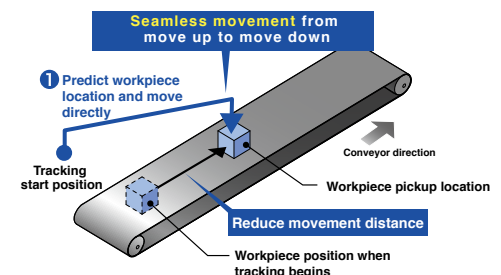 Seamless movement from
move up to move down
1 Predict workpiece
location and move
directly
Tracking
start position
Conveyor direction
Workpiece pickup location
Reduce movement distance
Workpiece position when
tracking begins